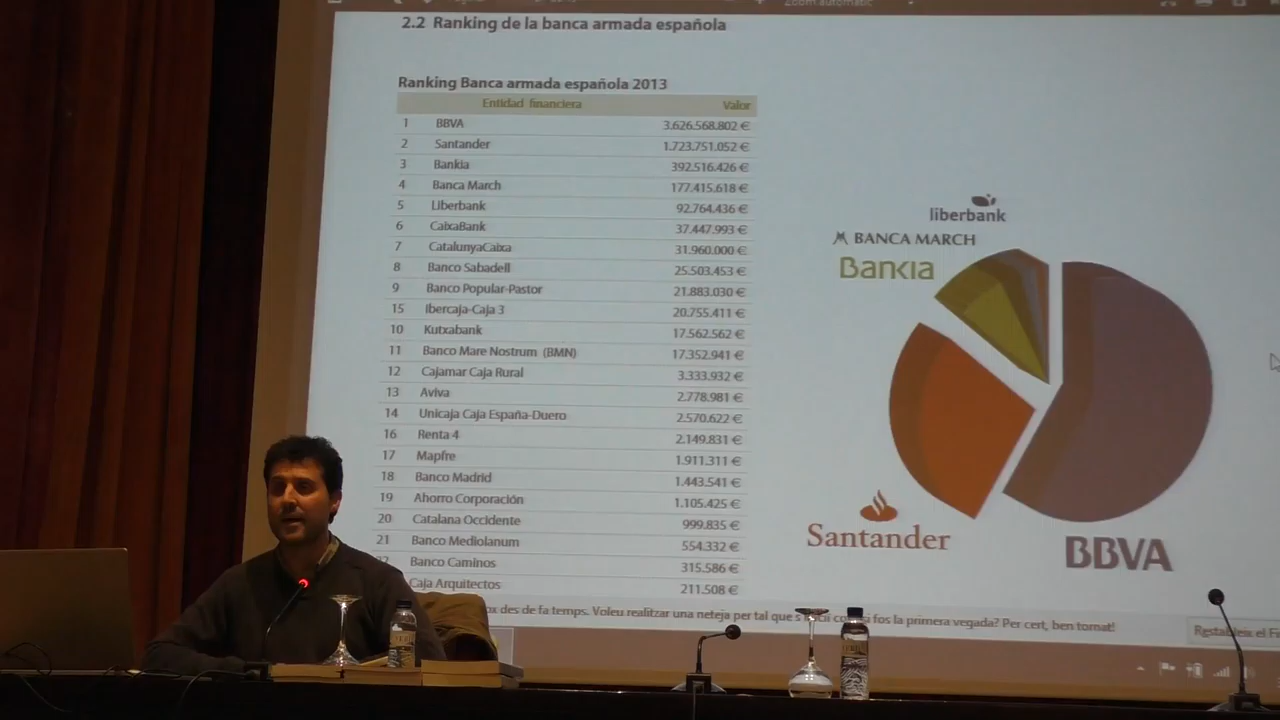 Zoom automàtic
2.2 Ranking de la banca armada española
Ranking Banca armada española 2013
Entidad financiera Valor
1 BBVA 3.626.568.802 €
2 Santander 1.723.751.052 €
3 Bankia 392.516.426 €
4 Banca March 177.415.618 €
5 Liberbank 92.764.436 €
6 CaixaBank 37.447.993 €
7 CatalunyaCaixa 31.960.000 €
8 Banco Sabadell 25.503.453 €
9 Banco Popular-Pastor 21.883.030 €
15 Ibercaja-Caja 3 20.755.411 €
10 Kutxabank 17.562.562 €
11 Banco Mare Nostrum (BMN) 17.352.941 €
12 Cajamar Caja Rural 3.333.932 €
13 Aviva 2.778.981 €
14 Unicaja Caja España-Duero 2.570.622 €
16 Renta 4 2.149.831 €
17 Mapfre 1.911.311 €
18 Banco Madrid 1.443.541 €
19 Ahorro Corporación 1.105.425 €
20 Catalana Occidente 999.835 €
21 Banco Mediolanum 554.332 €
22 Banco Caminos 315.586 €
Caja Arquitectos 211.508 €
liberbank
BANCA MARCH
Bankia
Santander
BBVA
des de fa temps. Voleu realitzar una neteja per tal que fos la primera vegada? Per cert, ben tornat!
Restableix el